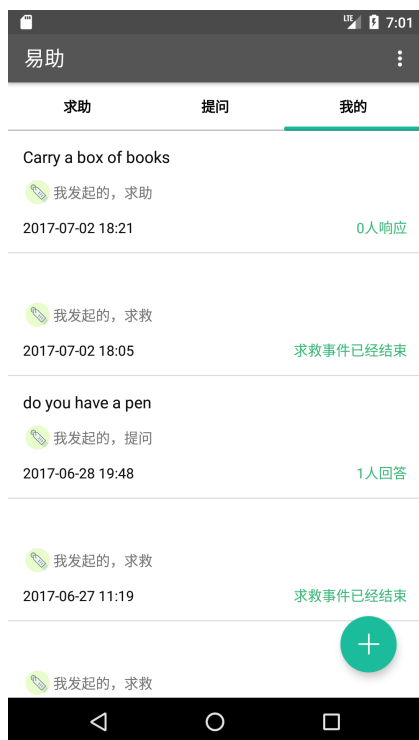 LTE 7:01
易助
求助 提问 我的
Carry a box of books
我发起的，求助
2017-07-02 18:21 0人响应
我发起的，求救
2017-07-02 18:05 求救事件已经结束
do you have a pen
我发起的，提问
2017-06-28 19:48 1人回答
我发起的，求救
2017-06-27 11:19 求救事件已经结束
我发起的，求救